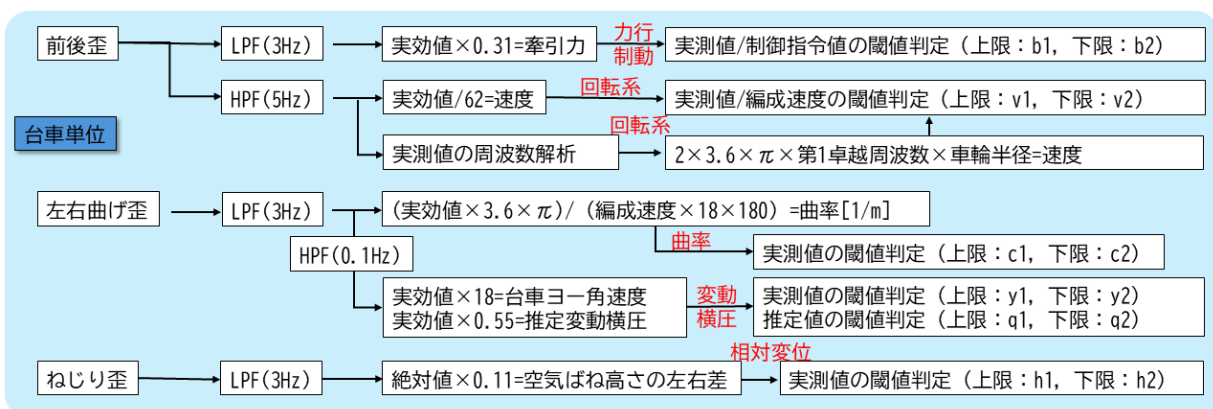 前後歪
LPF(3Hz)
実効値×0.31=牽引力
力行
制動
実測値/制御指令値の閾値判定（上限：b1，下限：b2）
HPF(5Hz)
実効値/62=速度
回転系
実測値/編成速度の閾値判定（上限：v1，下限：v2）
台車単位
実測値の周波数解析
回転系
2×3.6×π×第1卓越周波数×車輪半径=速度
左右曲げ歪
LPF(3Hz)
(実効値×3.6×π)/（編成速度×18×180）=曲率[1/m]
HPF(0.1Hz)
曲率
実測値の閾値判定（上限：c1，下限：c2）
実効値×18=台車ヨー角速度
実効値×0.55=推定変動横圧
変動
横圧
実測値の閾値判定（上限：y1，下限：y2）
推定値の閾値判定（上限：q1，下限：q2）
ねじり歪
LPF(3Hz)
絶対値×0.11=空気ばね高さの左右差
相対変位
実測値の閾値判定（上限：h1，下限：h2）